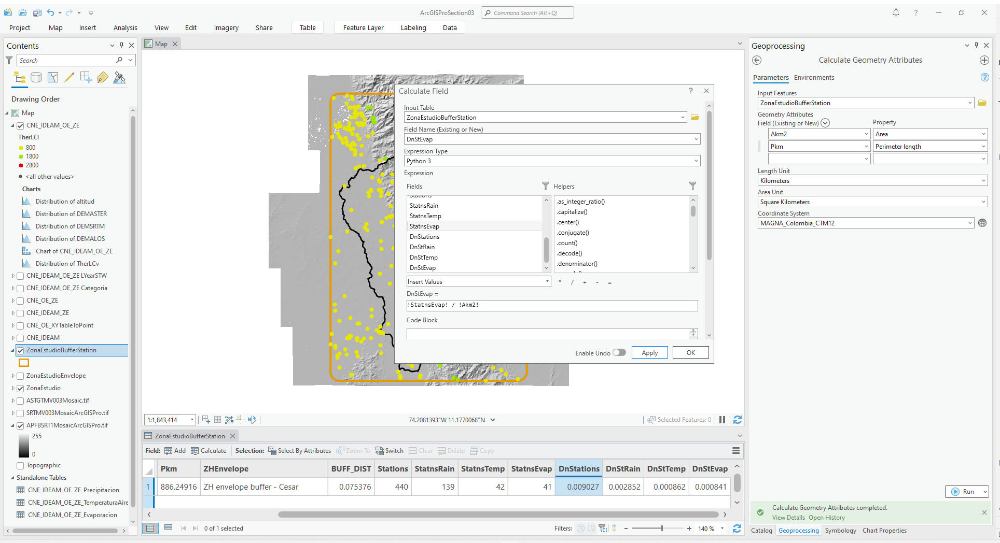 ArcGISProSection03
Command Search (Alt+Q)
Project Map Insert Analysis View Edit Imagery Share Table Feature Layer Labeling Data
Contents
Search
Drawing Order
Map
CNE_IDEAM_OE_ZE
TherLCl
800
1800
2800
<all other values>
Charts
Distribution of altitud
Distribution of DEMASTER
Distribution of DEMSRTM
Distribution of DEMALOS
Chart of CNE_IDEAM_OE_ZE
Distribution of TherLCv
CNE_IDEAM_OE_ZE LYearSTW
CNE_IDEAM_OE_ZE Categoria
CNE_OE_ZE
CNE_IDEAM_ZE
CNE_OE_XYTableToPoint
CNE_IDEAM
ZonaEstudioBufferStation
ZonaEstudioEnvelope
ZonaEstudio
ASTGTMV003Mosaic.tif
SRTMV003MosaicArcGISPro.tif
APFBSRT1MosaicArcGISPro.tif
255
0
Topographic
Standalone Tables
CNE_IDEAM_OE_ZE_Precipitacion
CNE_IDEAM_OE_ZE_TemperaturaAire
CNE_IDEAM_OE_ZE_Evaporacion
Map
Calculate Field
?
Input Table
ZonaEstudioBufferStation
Field Name (Existing or New)
DnStEvap
Expression Type
Python 3
Expression
Fields
Helpers
Stations
StatnsRain
StatnsTemp
StatnsEvap
DnStations
DnStRain
DnStTemp
DnStEvap
.as_integer_ratio()
.capitalize()
.center()
.conjugate()
.count()
.decode()
.denominator()
Insert Values
* / + - =
DnStEvap =
!StatnsEvap! / !Akm2!
Code Block
Enable Undo
Apply
OK
1:1,843,414
74.2081393°W 11.1770068°N
Selected Features: 0
ZonaEstudioBufferStation
Field: Add Calculate Selection: Select By Attributes Zoom To Switch Clear Delete Copy
Pkm ZHEnvelope BUFF_DIST Stations StatnsRain StatnsTemp StatnsEvap DnStations DnStRain DnStTemp DnStEvap
1 886.24916 ZH envelope buffer - Cesar 0.075376 440 139 42 41 0.009027 0.002852 0.000862 0.000841
0 of 1 selected
Filters:
- + 140 %
Geoprocessing
Calculate Geometry Attributes
Parameters Environments
?
Input Features
ZonaEstudioBufferStation
Geometry Attributes
Field (Existing or New) Property
Akm2 Area
Pkm Perimeter length
Length Unit
Kilometers
Area Unit
Square Kilometers
Coordinate System
MAGNA_Colombia_CTM12
Run
Calculate Geometry Attributes completed.
View Details Open History
Catalog Geoprocessing Symbology Chart Properties